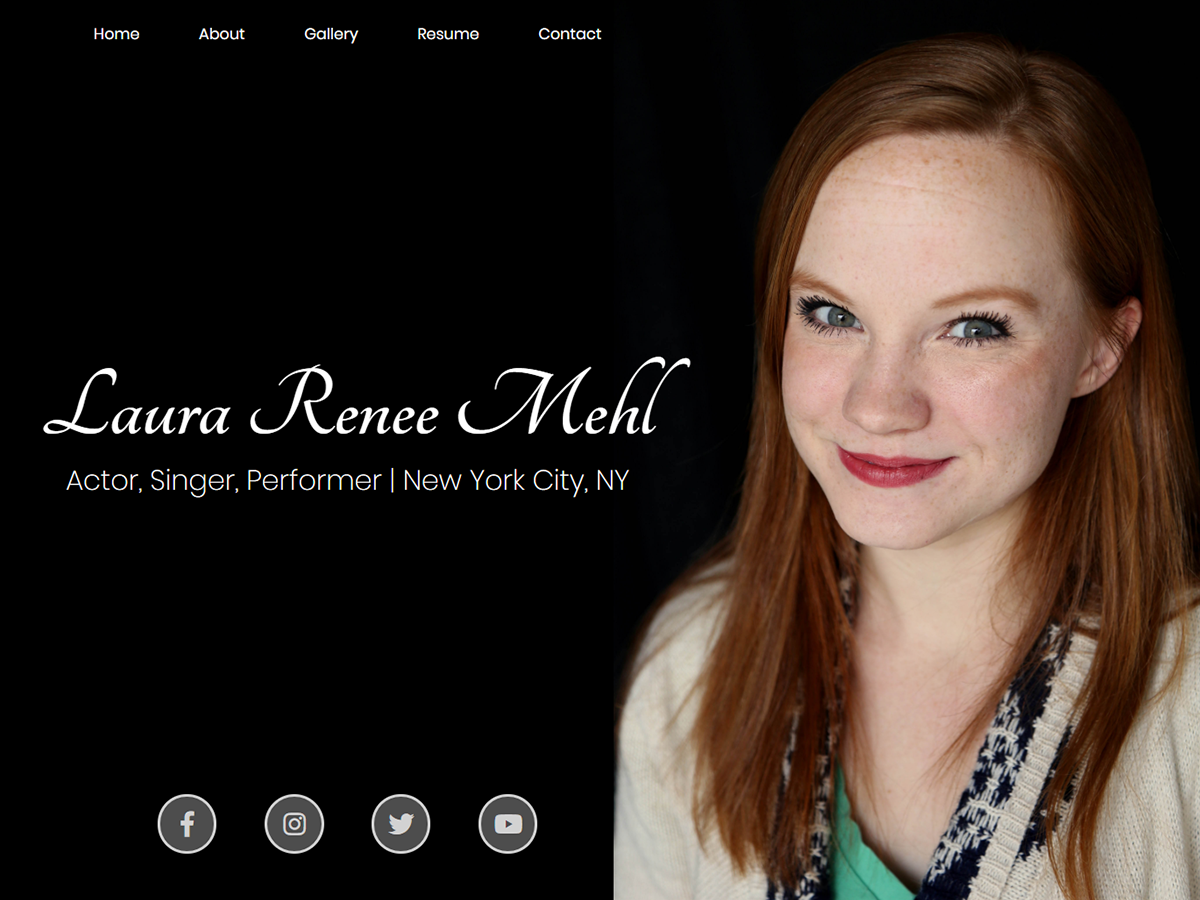 Home About Gallery Resume Contact
Laura Renee Mehl
Actor, Singer, Performer | New York City, NY